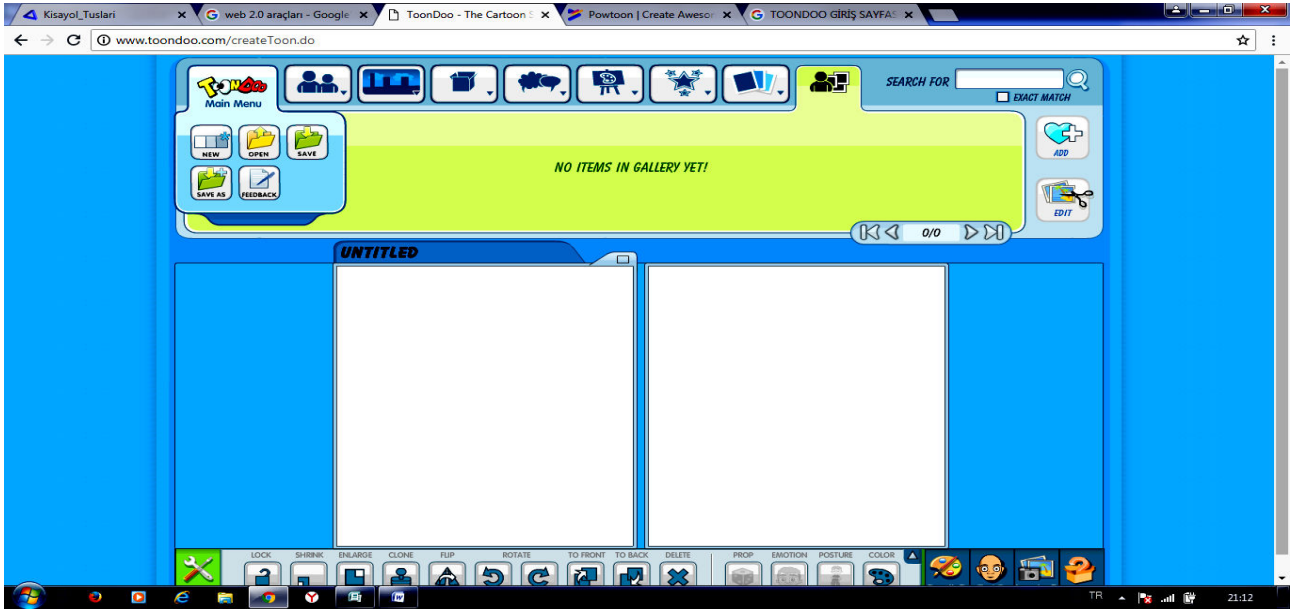 Kisayol_Tuslari
web 2.0 araçları - Google
ToonDoo - The Cartoon S
Powtoon | Create Awesor
TOONDOO GİRİŞ SAYFAS
www.toondoo.com/createToon.do
TOONDOO
Main Menu
SEARCH FOR
EXACT MATCH
NEW
OPEN
SAVE
SAVE AS
FEEDBACK
NO ITEMS IN GALLERY YET!
ADD
EDIT
0/0
UNTITLED
LOCK SHRINK ENLARGE CLONE FLIP ROTATE TO FRONT TO BACK DELETE PROP EMOTION POSTURE COLOR
TR
21:12